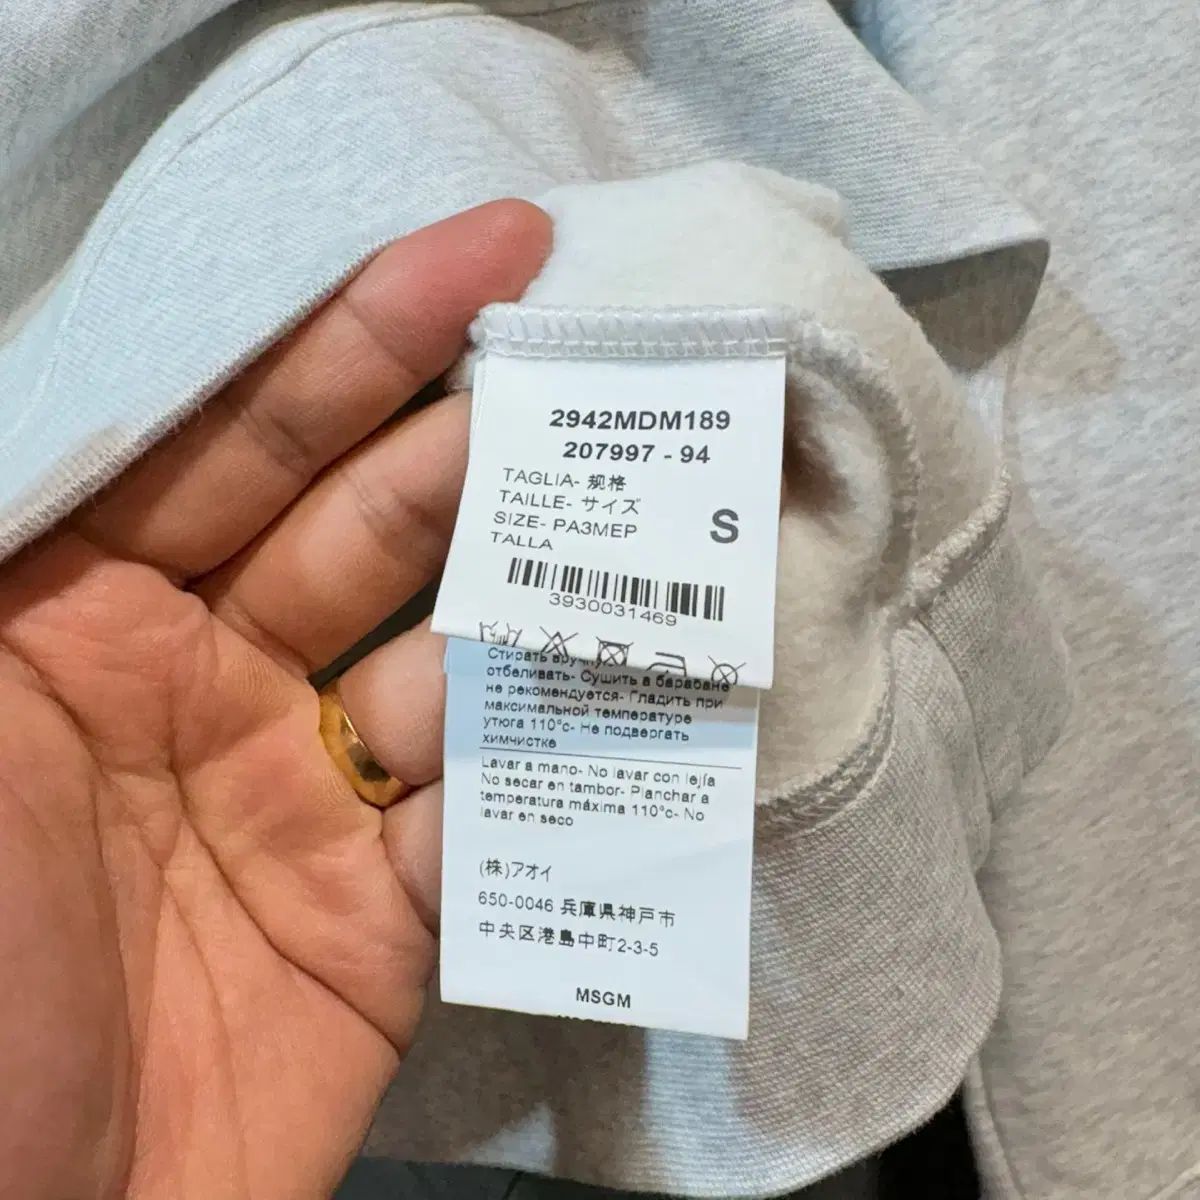 2942MDM189
207997 - 94
TAGLIA- 规格
TAILLE- サイズ
SIZE- РАЗМЕР
TALLA
S
3930031469
Стирать вручную
отбеливать- Сушить в барабане
не рекомендуется- Гладить при
максимальной температуре
утюга 110°c- Не подвергать
химчистке
Lavar a mano- No lavar con lejía
No secar en tambor- Planchar a
temperatura máxima 110°c- No
lavar en seco
(株)アオイ
650-0046 兵庫県神戸市
中央区港島中町2-3-5
MSGM